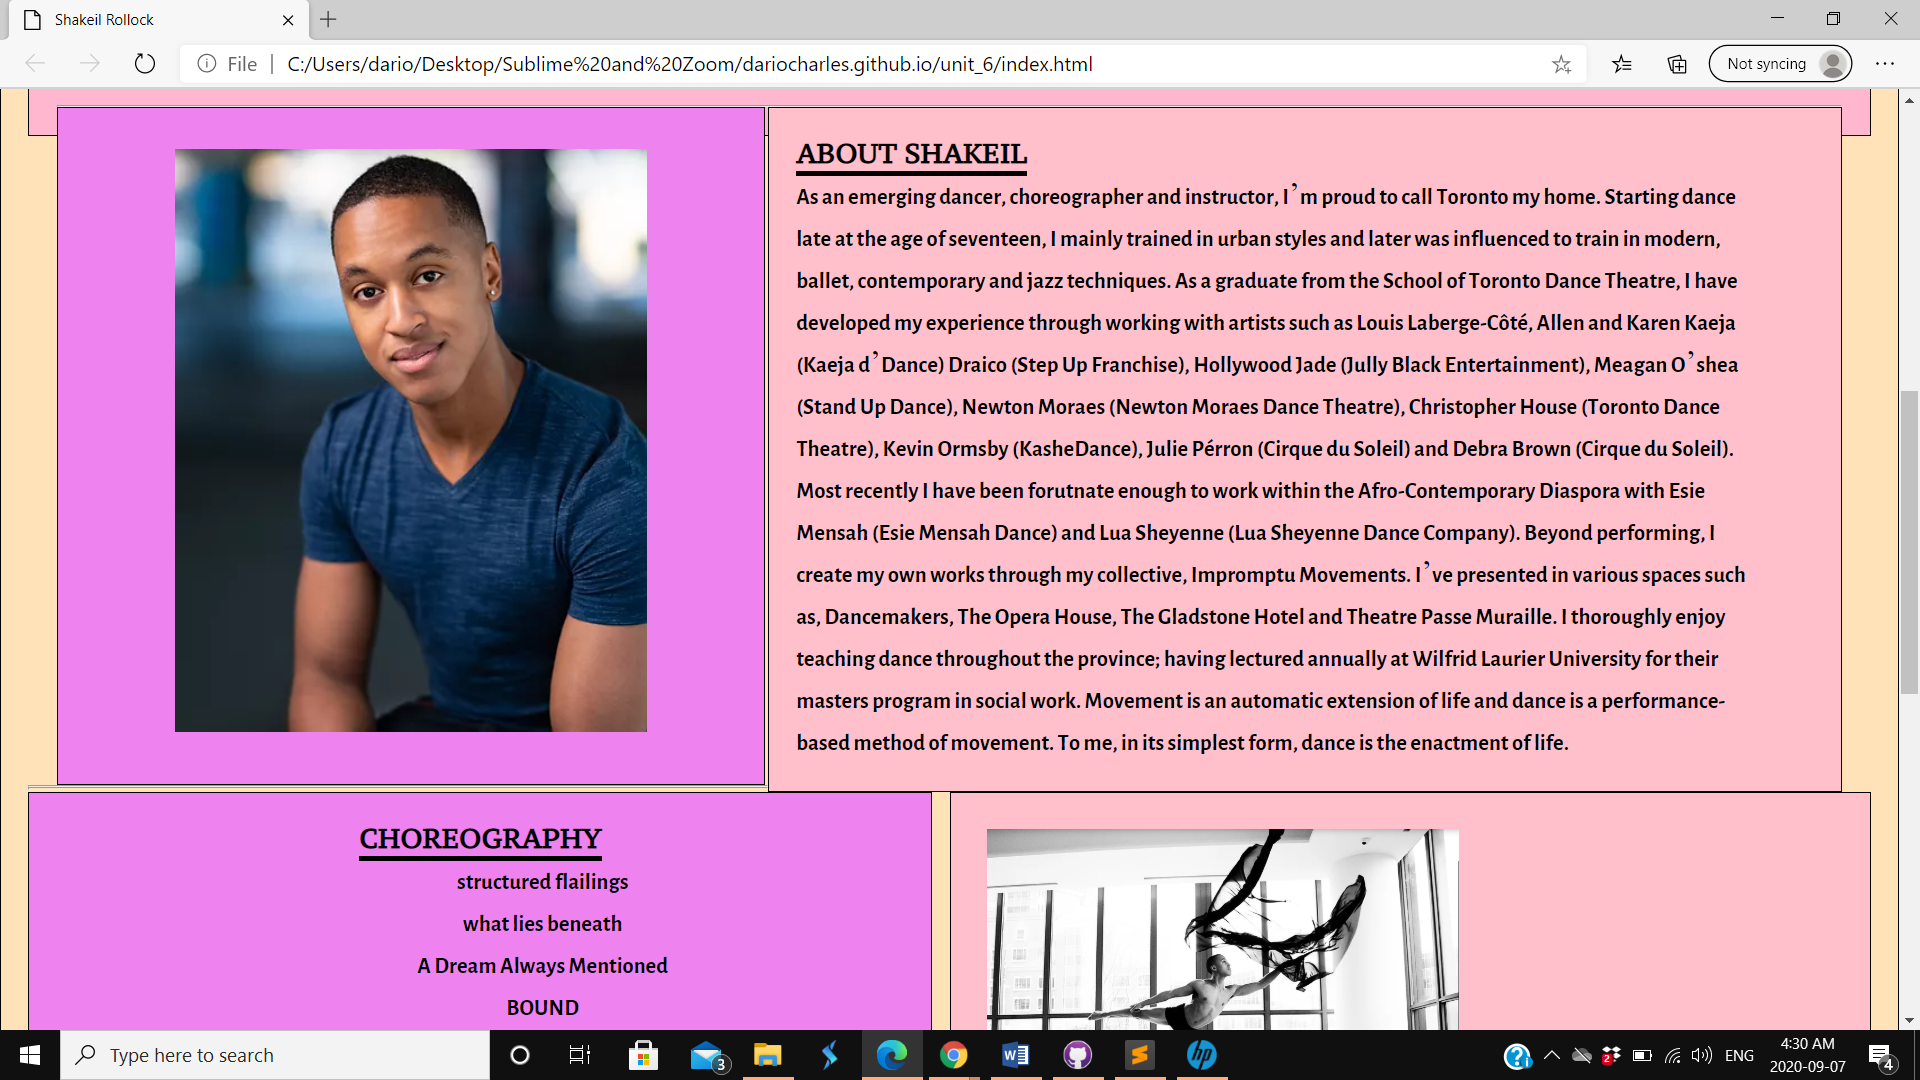 Shakeil Rollock
File
C:/Users/dario/Desktop/Sublime%20and%20Zoom/dariocharles.github.io/unit_6/index.html
Not syncing
ABOUT SHAKEIL
As an emerging dancer, choreographer and instructor, I’m proud to call Toronto my home. Starting dance
late at the age of seventeen, I mainly trained in urban styles and later was influenced to train in modern,
ballet, contemporary and jazz techniques. As a graduate from the School of Toronto Dance Theatre, I have
developed my experience through working with artists such as Louis Laberge-Côté, Allen and Karen Kaeja
(Kaeja d’Dance) Draico (Step Up Franchise), Hollywood Jade (Jully Black Entertainment), Meagan O’shea
(Stand Up Dance), Newton Moraes (Newton Moraes Dance Theatre), Christopher House (Toronto Dance
Theatre), Kevin Ormsby (KasheDance), Julie Pérron (Cirque du Soleil) and Debra Brown (Cirque du Soleil).
Most recently I have been forutnate enough to work within the Afro-Contemporary Diaspora with Esie
Mensah (Esie Mensah Dance) and Lua Sheyenne (Lua Sheyenne Dance Company). Beyond performing, I
create my own works through my collective, Impromptu Movements. I’ve presented in various spaces such
as, Dancemakers, The Opera House, The Gladstone Hotel and Theatre Passe Muraille. I thoroughly enjoy
teaching dance throughout the province; having lectured annually at Wilfrid Laurier University for their
masters program in social work. Movement is an automatic extension of life and dance is a performance-
based method of movement. To me, in its simplest form, dance is the enactment of life.
CHOREOGRAPHY
structured flailings
what lies beneath
A Dream Always Mentioned
BOUND
Type here to search
3
W
hp
?
2
ENG
4:30 AM
2020-09-07
4